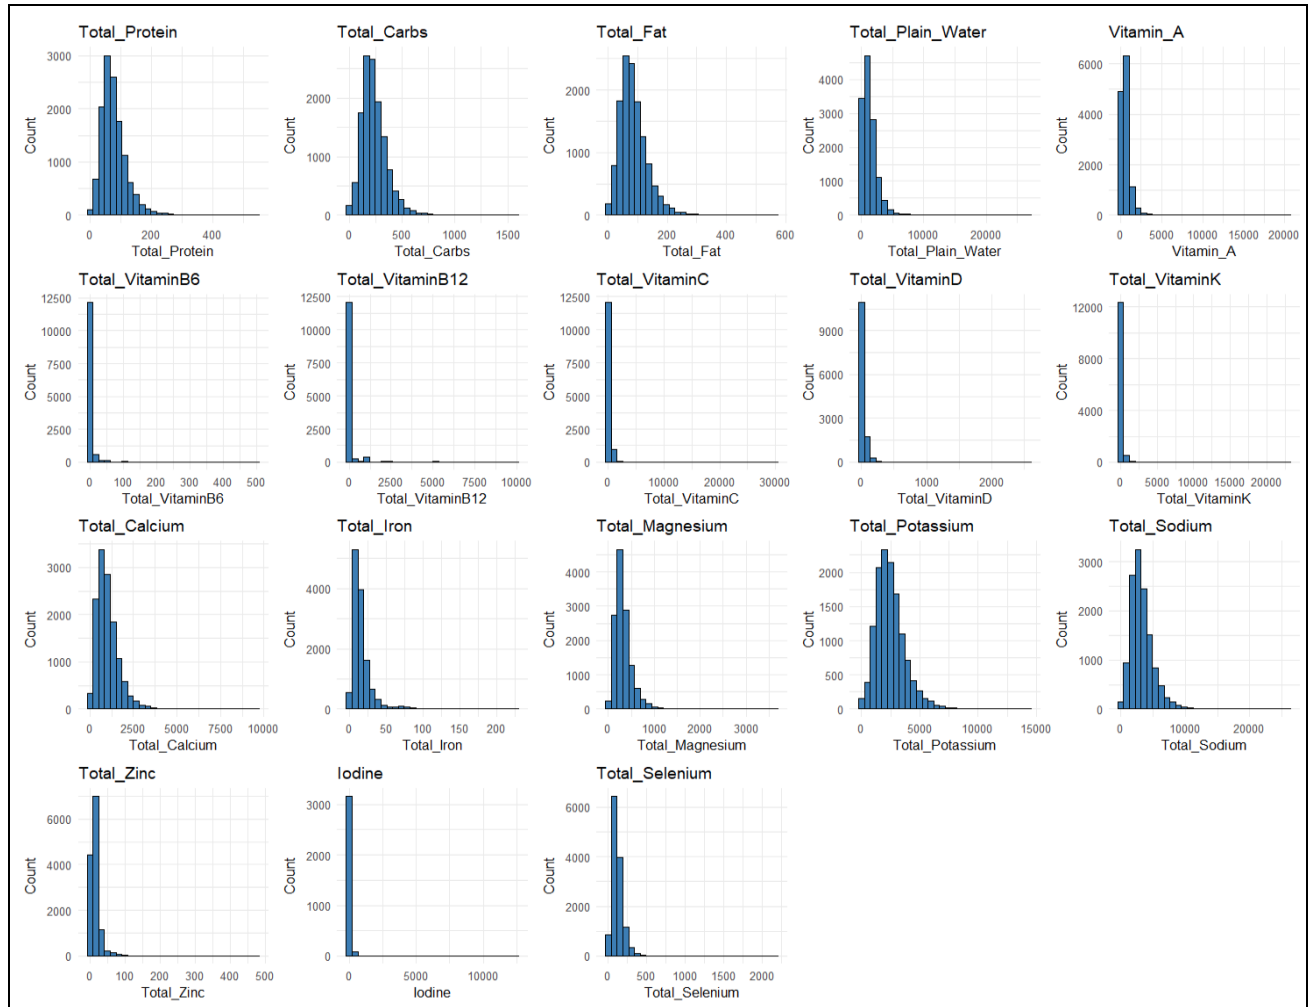 Total_Protein
Count
3000
2000
1000
0
0 200 400
Total_Protein
Total_Carbs
Count
2000
1000
0
0 500 1000 1500
Total_Carbs
Total_Fat
Count
2000
1000
0
0 200 400 600
Total_Fat
Total_Plain_Water
Count
4000
3000
2000
1000
0
0 10000 20000
Total_Plain_Water
Vitamin_A
Count
6000
4000
2000
0
0 5000 10000 15000 20000
Vitamin_A
Total_VitaminB6
Count
12500
10000
7500
5000
2500
0
0 100 200 300 400 500
Total_VitaminB6
Total_VitaminB12
Count
12500
10000
7500
5000
2500
0
0 2500 5000 7500 10000
Total_VitaminB12
Total_VitaminC
Count
12500
10000
7500
5000
2500
0
0 10000 20000 30000
Total_VitaminC
Total_VitaminD
Count
9000
6000
3000
0
0 1000 2000
Total_VitaminD
Total_VitaminK
Count
12000
8000
4000
0
0 5000 10000 15000 20000
Total_VitaminK
Total_Calcium
Count
3000
2000
1000
0
0 2500 5000 7500 10000
Total_Calcium
Total_Iron
Count
4000
2000
0
0 50 100 150 200
Total_Iron
Total_Magnesium
Count
4000
3000
2000
1000
0
0 1000 2000 3000
Total_Magnesium
Total_Potassium
Count
2000
1500
1000
500
0
0 5000 10000 15000
Total_Potassium
Total_Sodium
Count
3000
2000
1000
0
0 10000 20000
Total_Sodium
Total_Zinc
Count
6000
4000
2000
0
0 100 200 300 400 500
Total_Zinc
Iodine
Count
3000
2000
1000
0
0 5000 10000
Iodine
Total_Selenium
Count
6000
4000
2000
0
0 500 1000 1500 2000
Total_Selenium